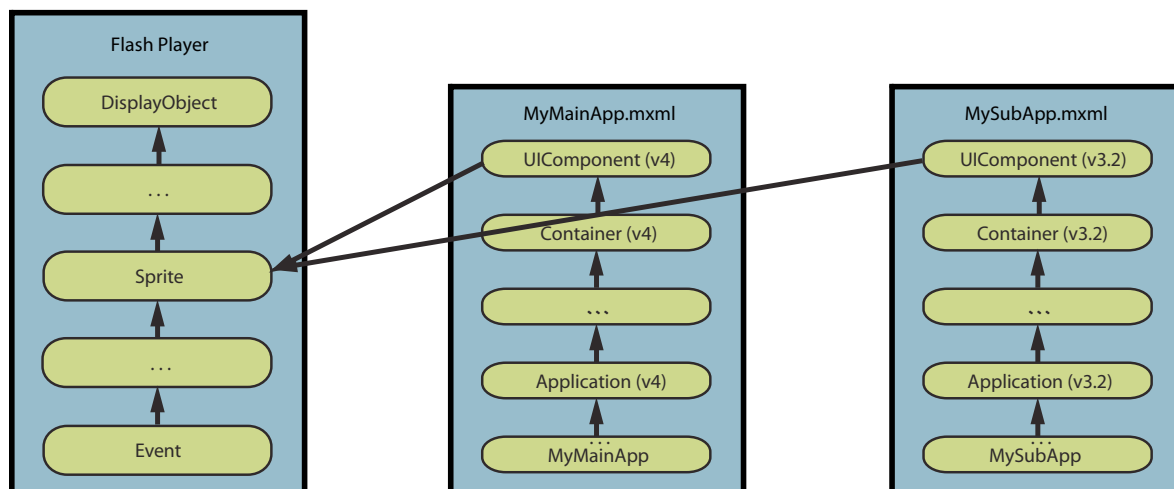 Flash Player
DisplayObject
...
Sprite
...
Event
MyMainApp.mxml
UIComponent (v4)
Container (v4)
...
Application (v4)
...
MyMainApp
MySubApp.mxml
UIComponent (v3.2)
Container (v3.2)
...
Application (v3.2)
...
MySubApp